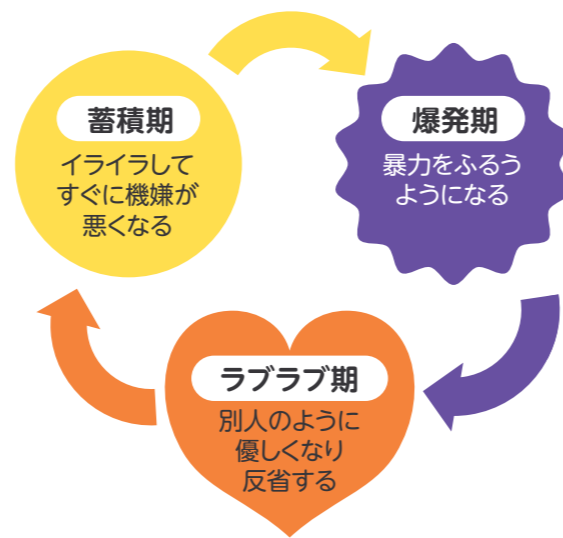 蓄積期
イライラして
すぐに機嫌が
悪くなる
爆発期
暴力をふるう
ようになる
ラブラブ期
別人のように
優しくなり
反省する